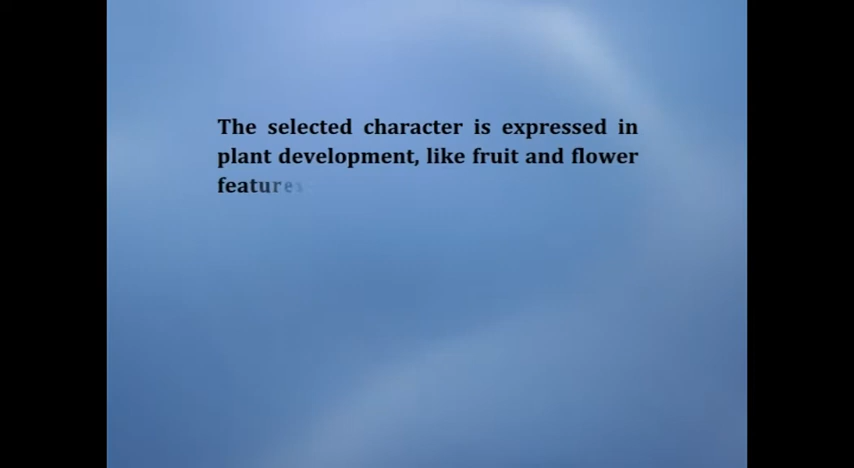 The selected character is expressed in
plant development, like fruit and flower
features